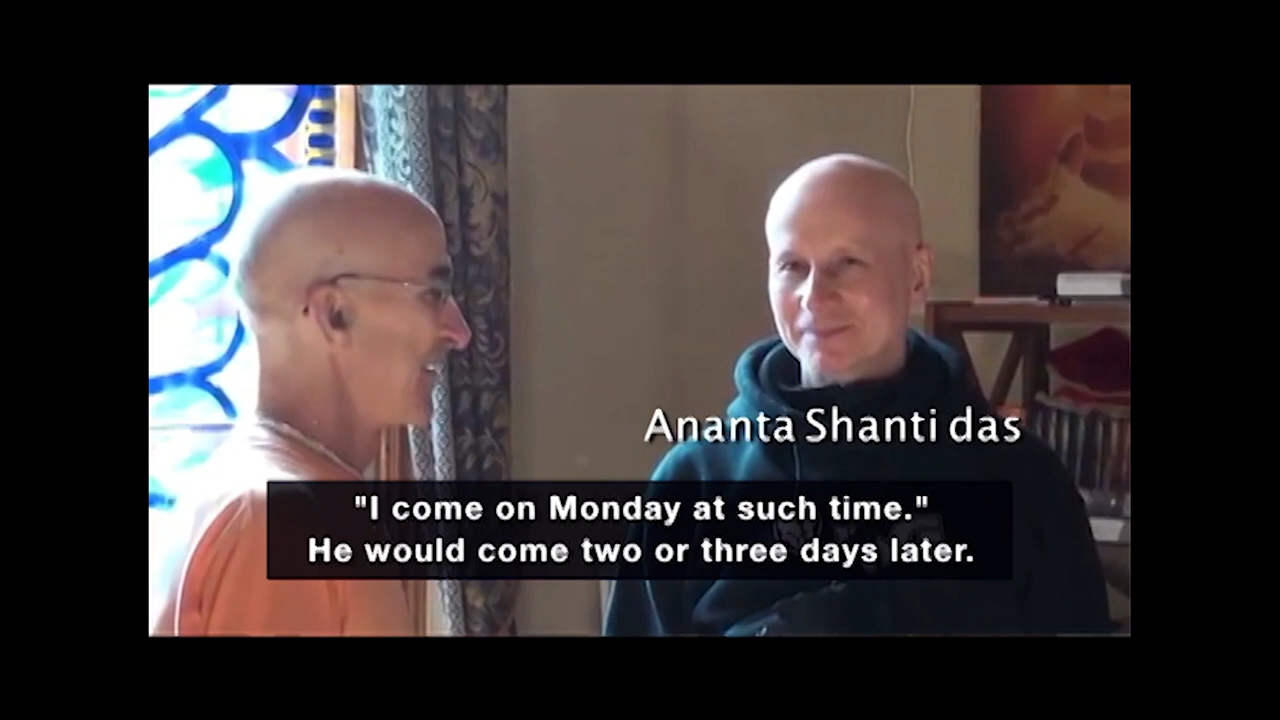 Ananta Shanti das
"I come on Monday at such time."
He would come two or three days later.